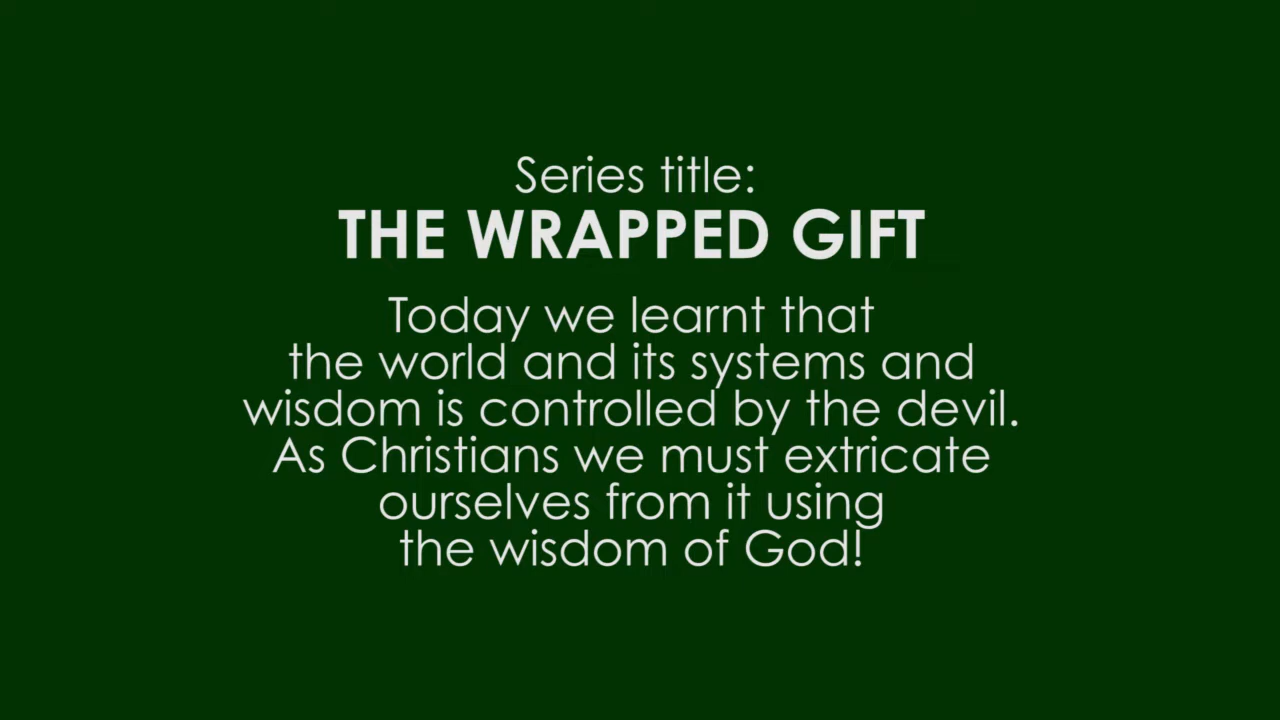 Series title:
THE WRAPPED GIFT
Today we learnt that
the world and its systems and
wisdom is controlled by the devil.
As Christians we must extricate
ourselves from it using
the wisdom of God!